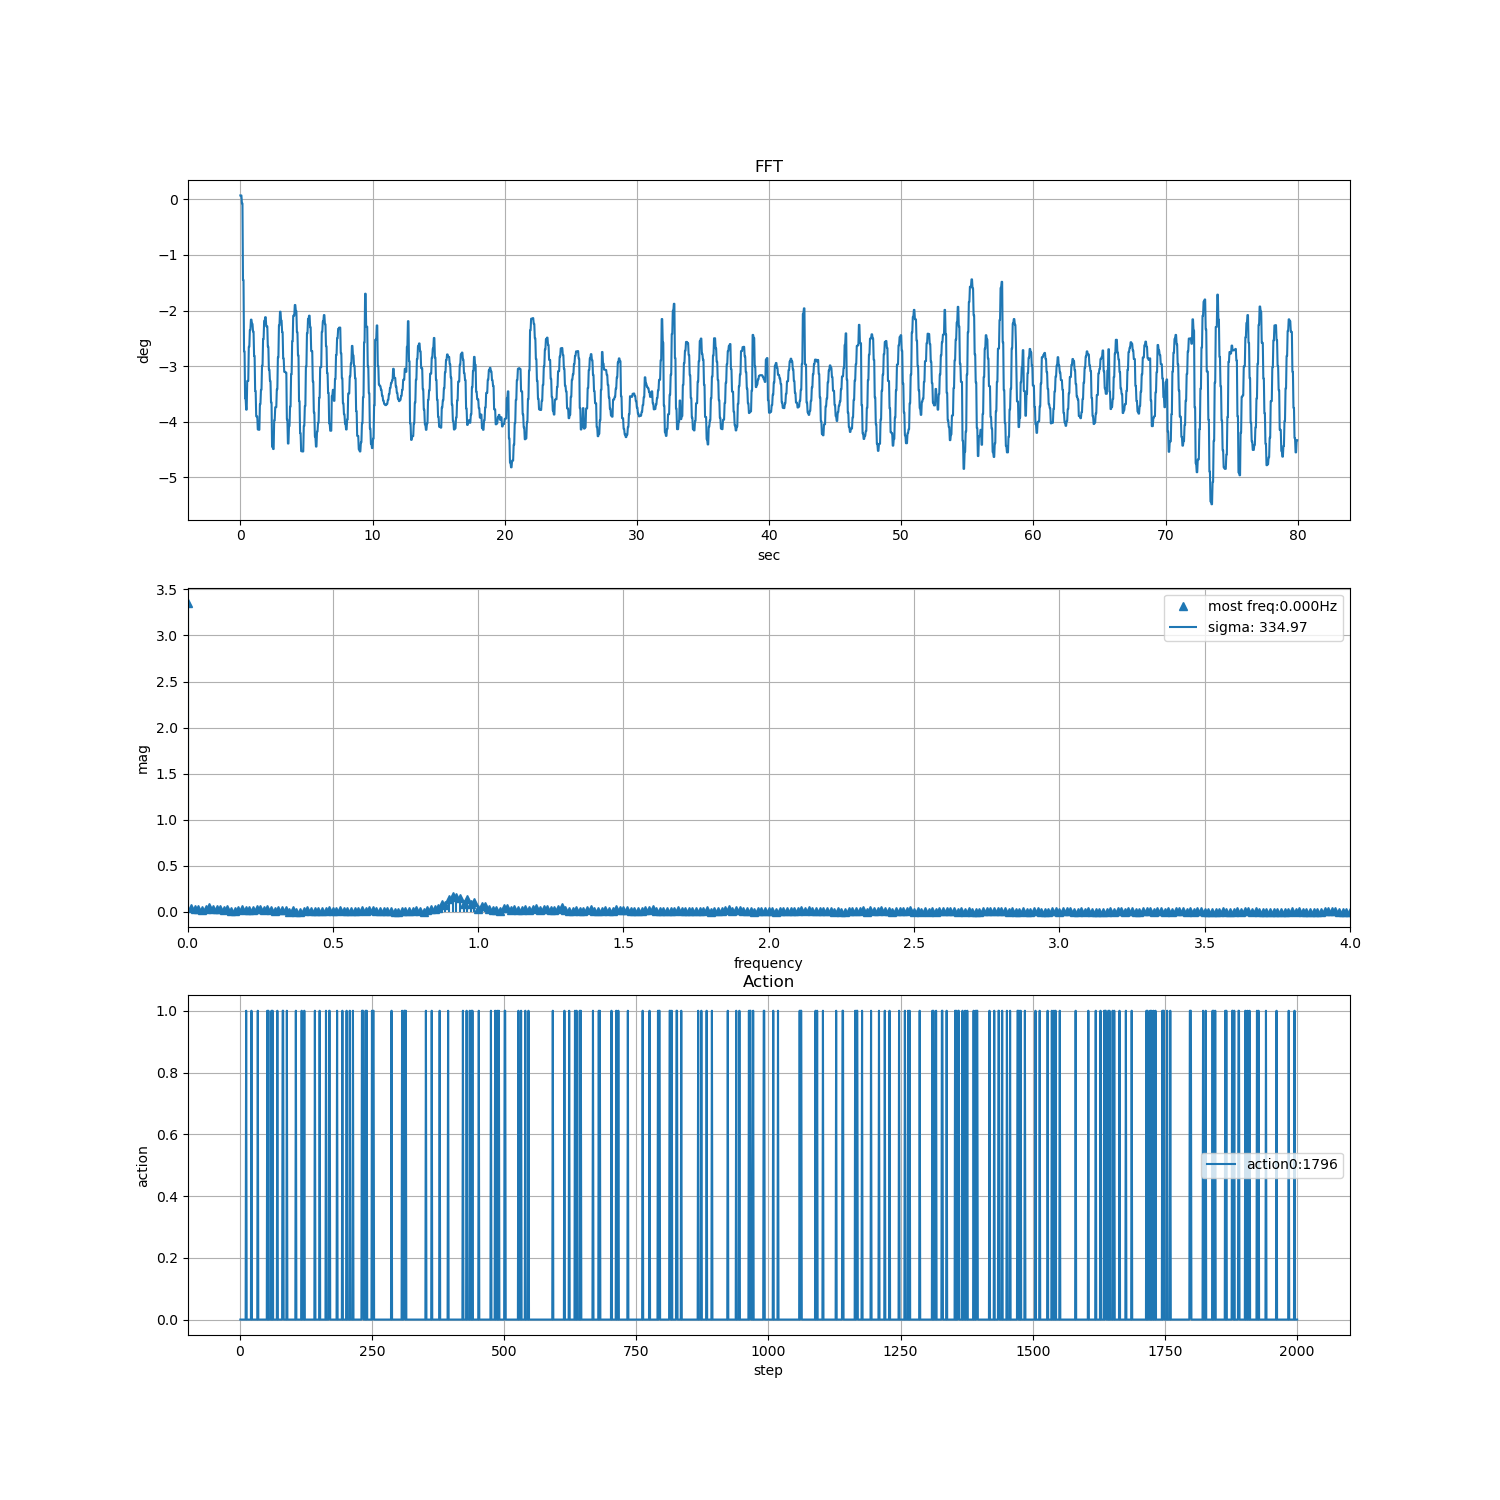 FFT
0
−1
−2
−3
−4
−5
deg
0 10 20 30 40 50 60 70 80
sec
3.5
3.0
2.5
2.0
1.5
1.0
0.5
0.0
mag
most freq:0.000Hz
sigma: 334.97
0.0 0.5 1.0 1.5 2.0 2.5 3.0 3.5 4.0
frequency
Action
1.0
0.8
0.6
0.4
0.2
0.0
action
action0:1796
0 250 500 750 1000 1250 1500 1750 2000
step